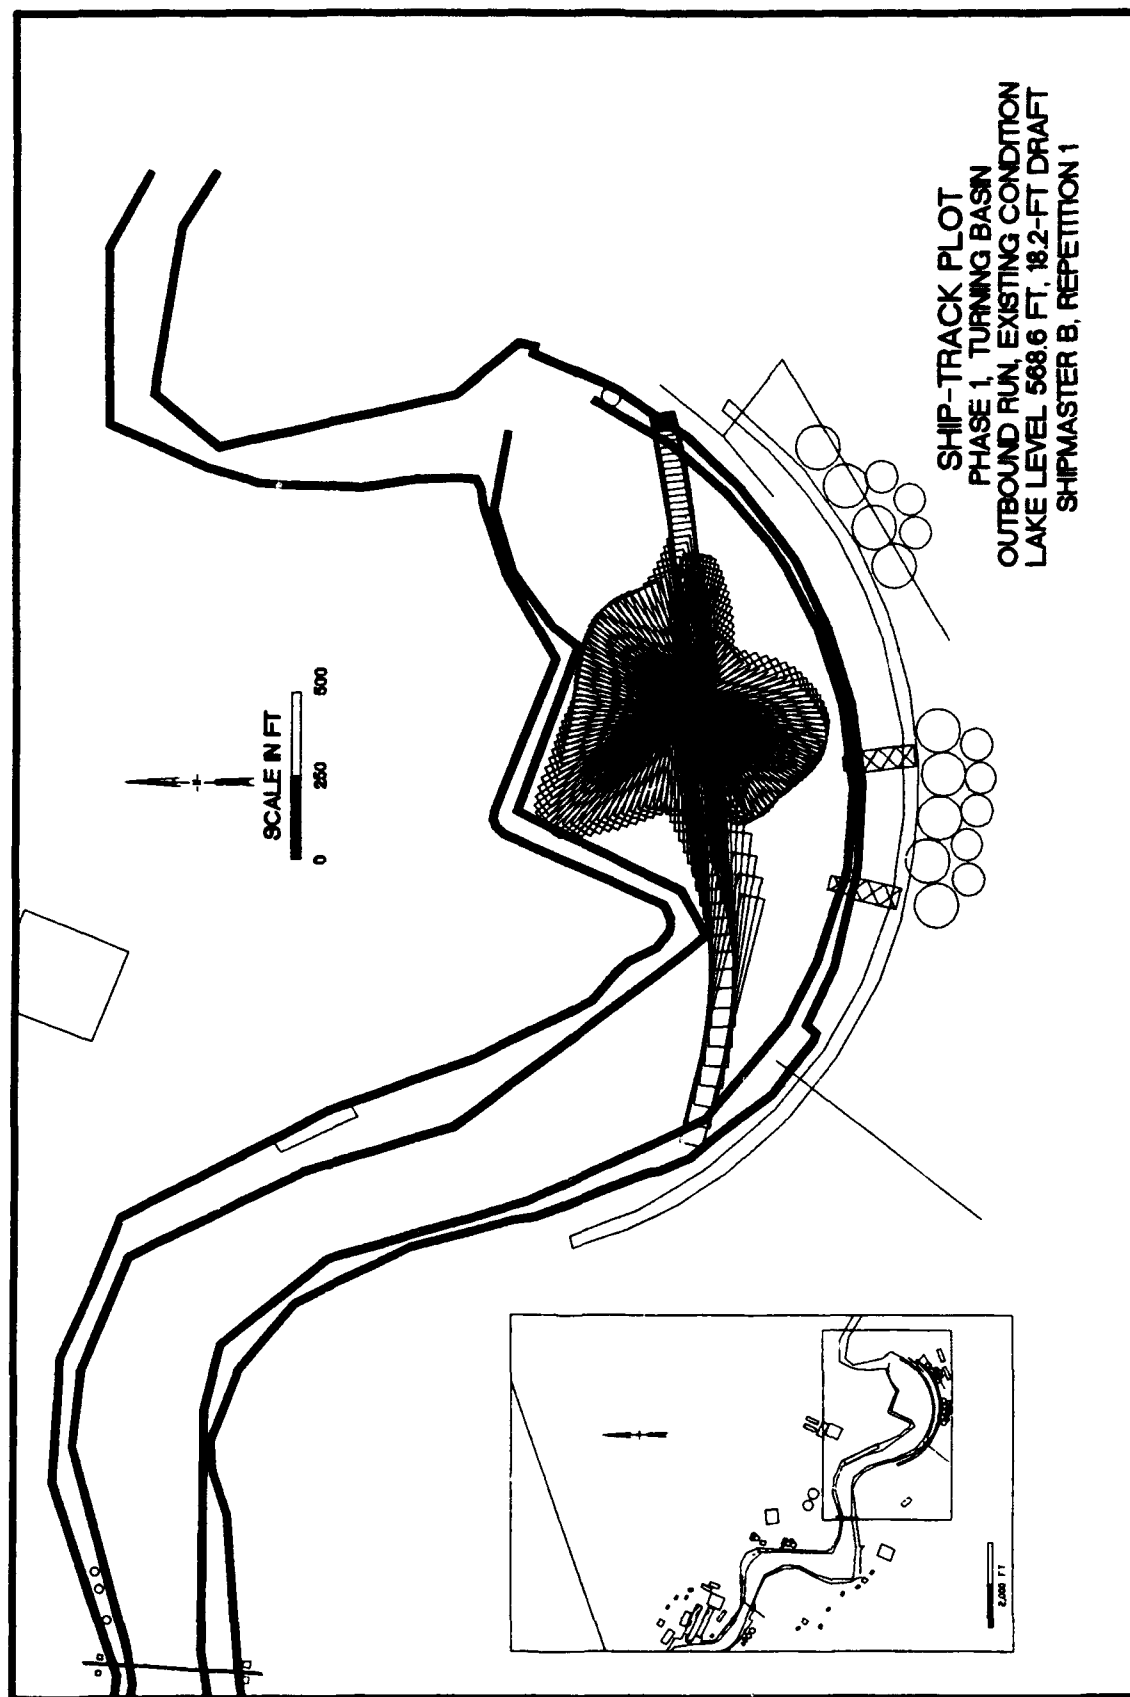 SHIP-TRACK PLOT
PHASE 1, TURNING BASIN
OUTBOUND RUN, EXISTING CONDITION
LAKE LEVEL 568.6 FT, 18.2-FT DRAFT
SHIPMASTER B, REPETITION 1
SCALE IN FT
0 250 500
2,000 FT